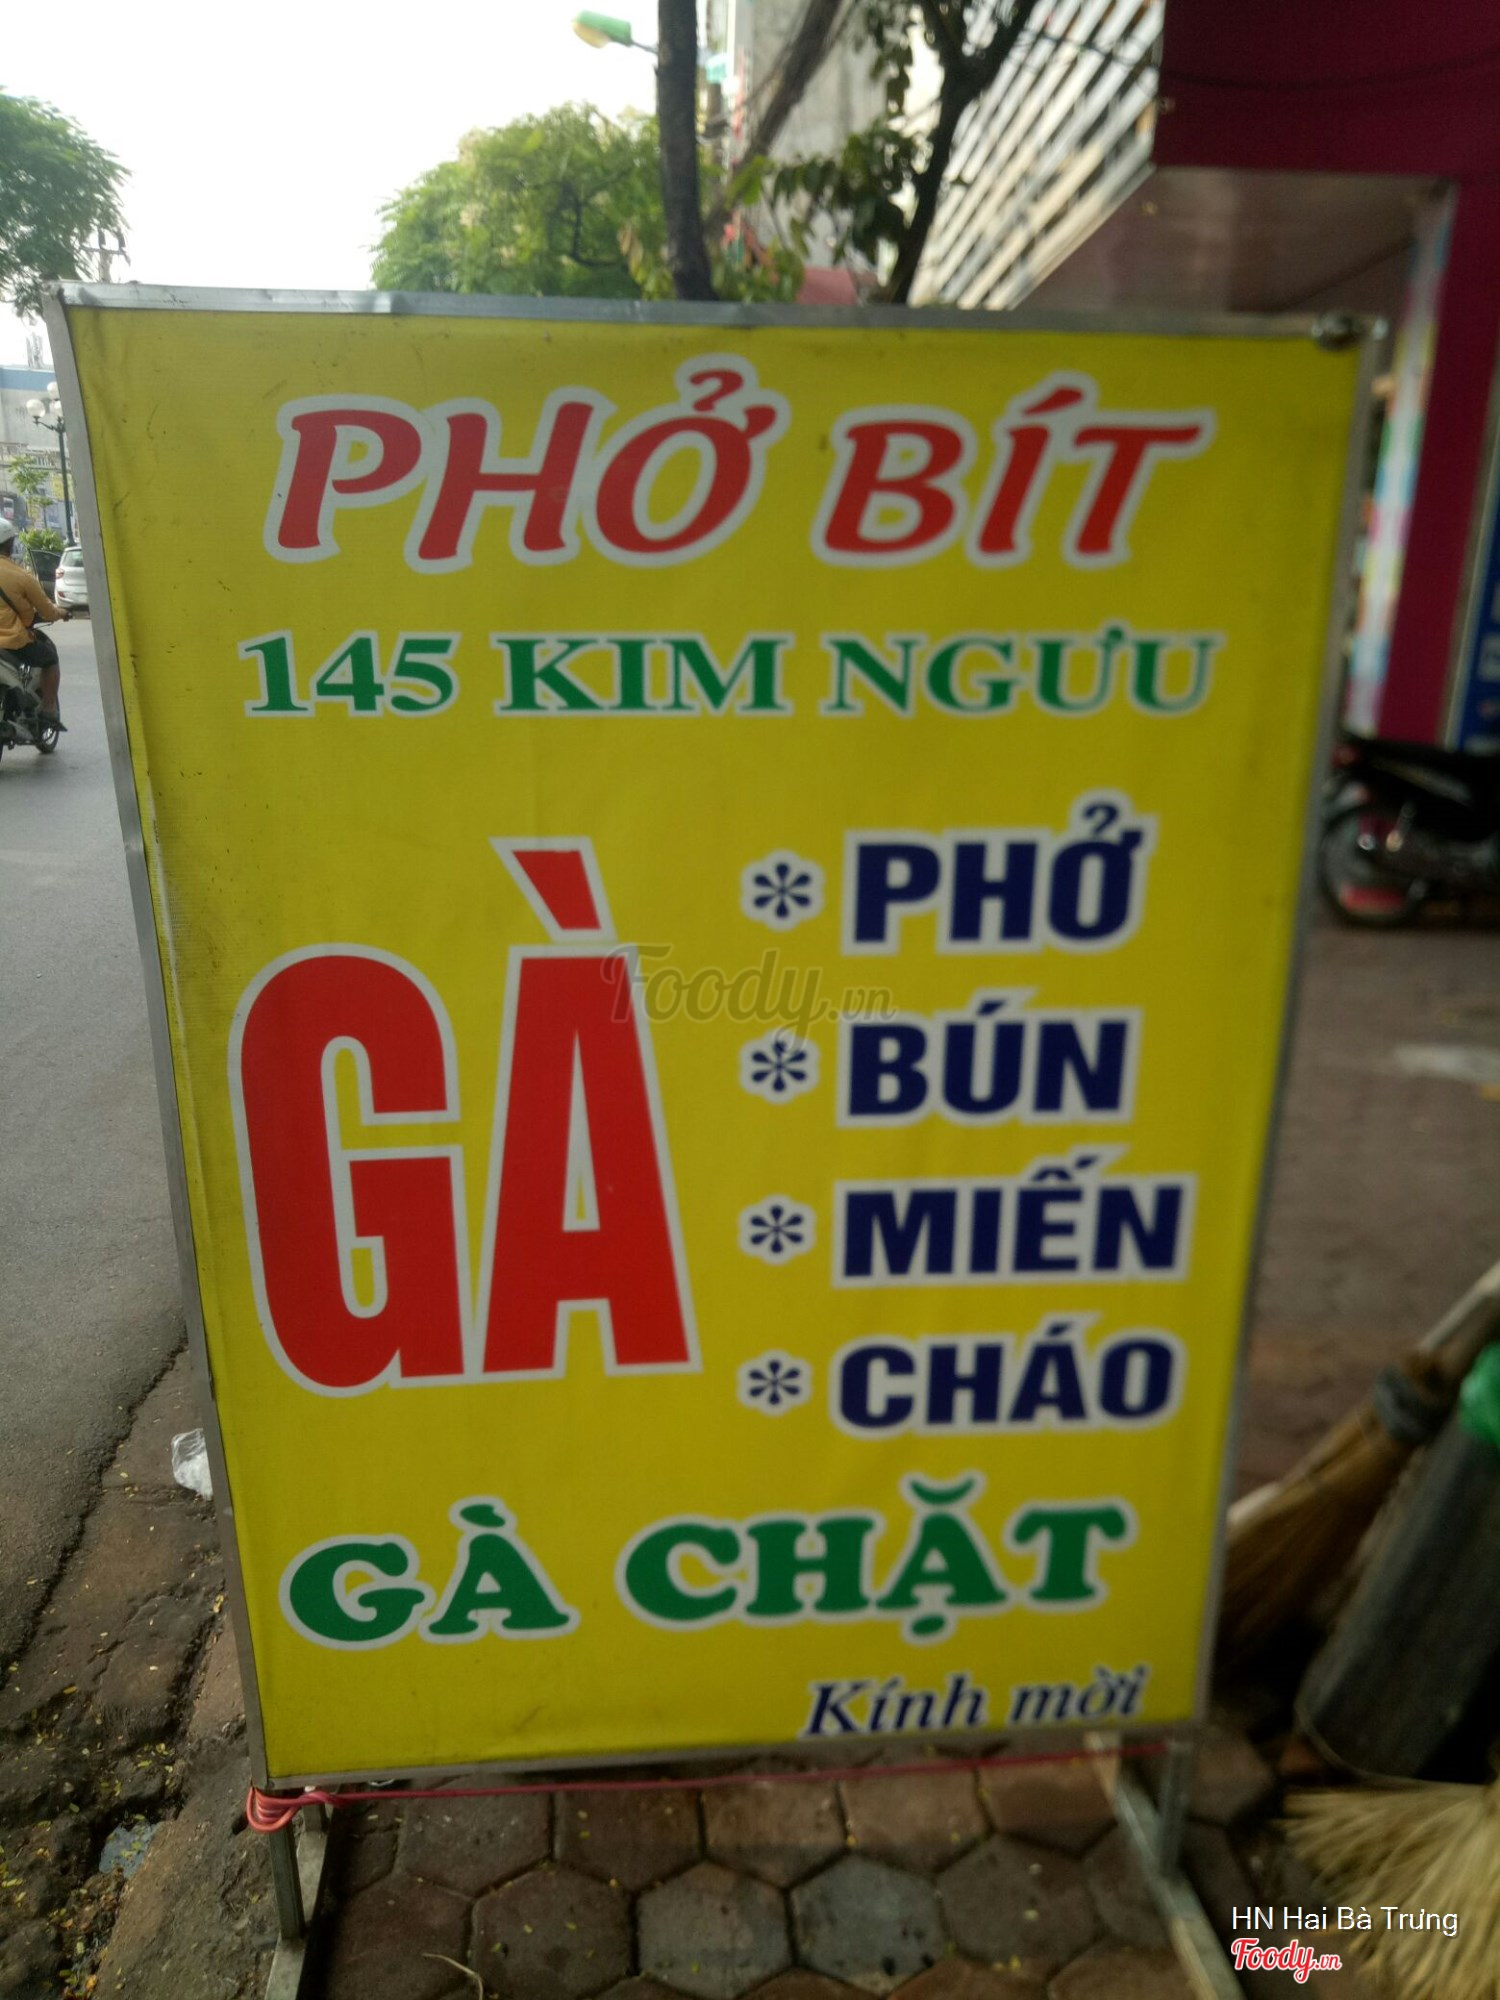 PHỞ BÍT
145 KIM NGƯU
GÀ
* PHỞ
* BÚN
* MIẾN
* CHÁO
GÀ CHẶT
Kính mời
Foody.vn
HN Hai Bà Trưng
Foody.vn